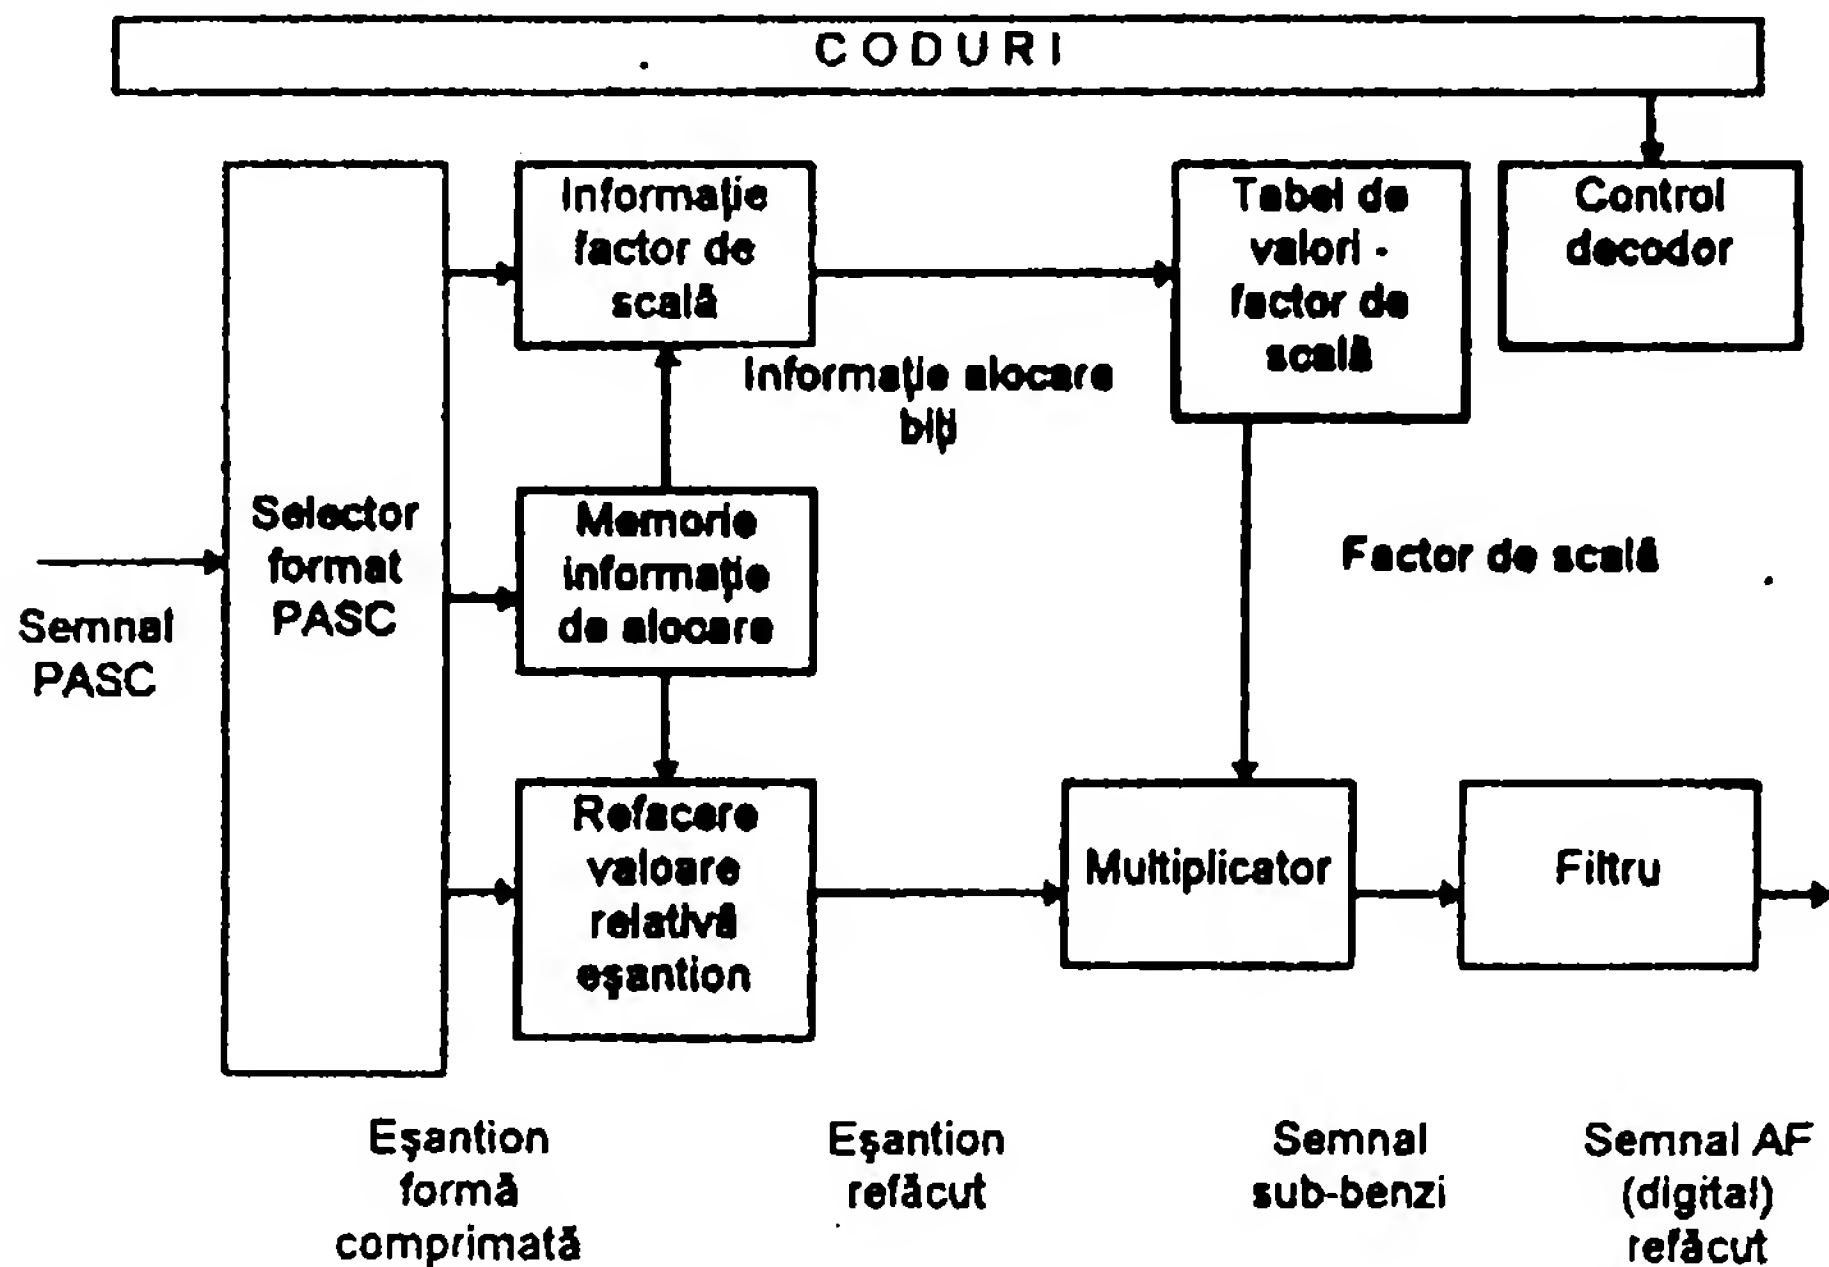 CODURI
Informaţie
factor de
scală
Tabel de
valori -
factor de
scală
Control
decodor
Informaţie alocare
biţi
Selector
format
PASC
Memorie
informaţie
de alocare
Factor de scală
Semnal
PASC
Refacere
valoare
relativă
eşantion
Multiplicator
Filtru
Eşantion
formă
comprimată
Eşantion
refăcut
Semnal
sub-benzi
Semnal AF
(digital)
refăcut